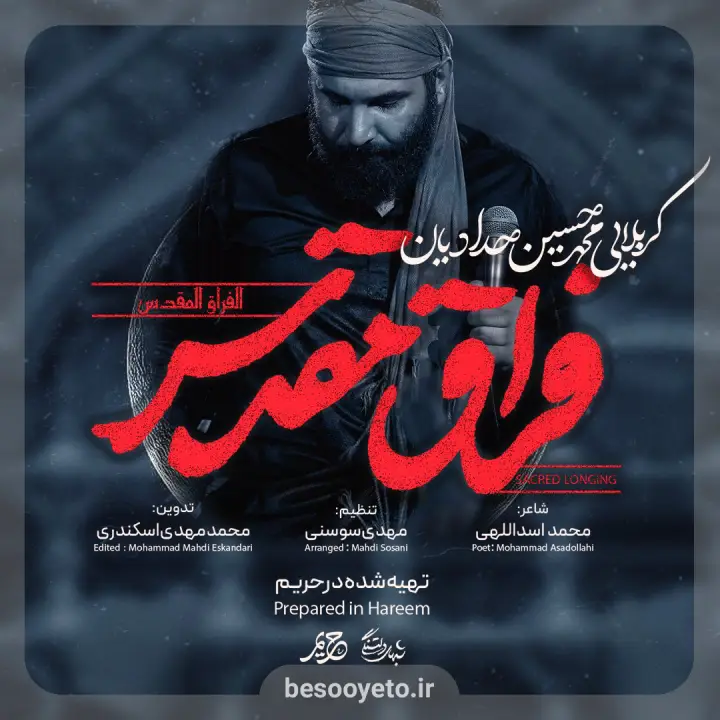 کربلایی محمدحسین حدادیان
الفراق المقدس
فراق مقدس
SACRED LONGING
شاعر:
محمد اسداللهی
Poet: Mohammad Asadollahi
تنظیم:
مهدی سوسنی
Arranged : Mahdi Sosani
تدوین:
محمدمهدی اسکندری
Edited : Mohammad Mahdi Eskandari
تهیه شده در حریم
Prepared in Hareem
شبهای دلتنگی
حریم
besooyeto.ir